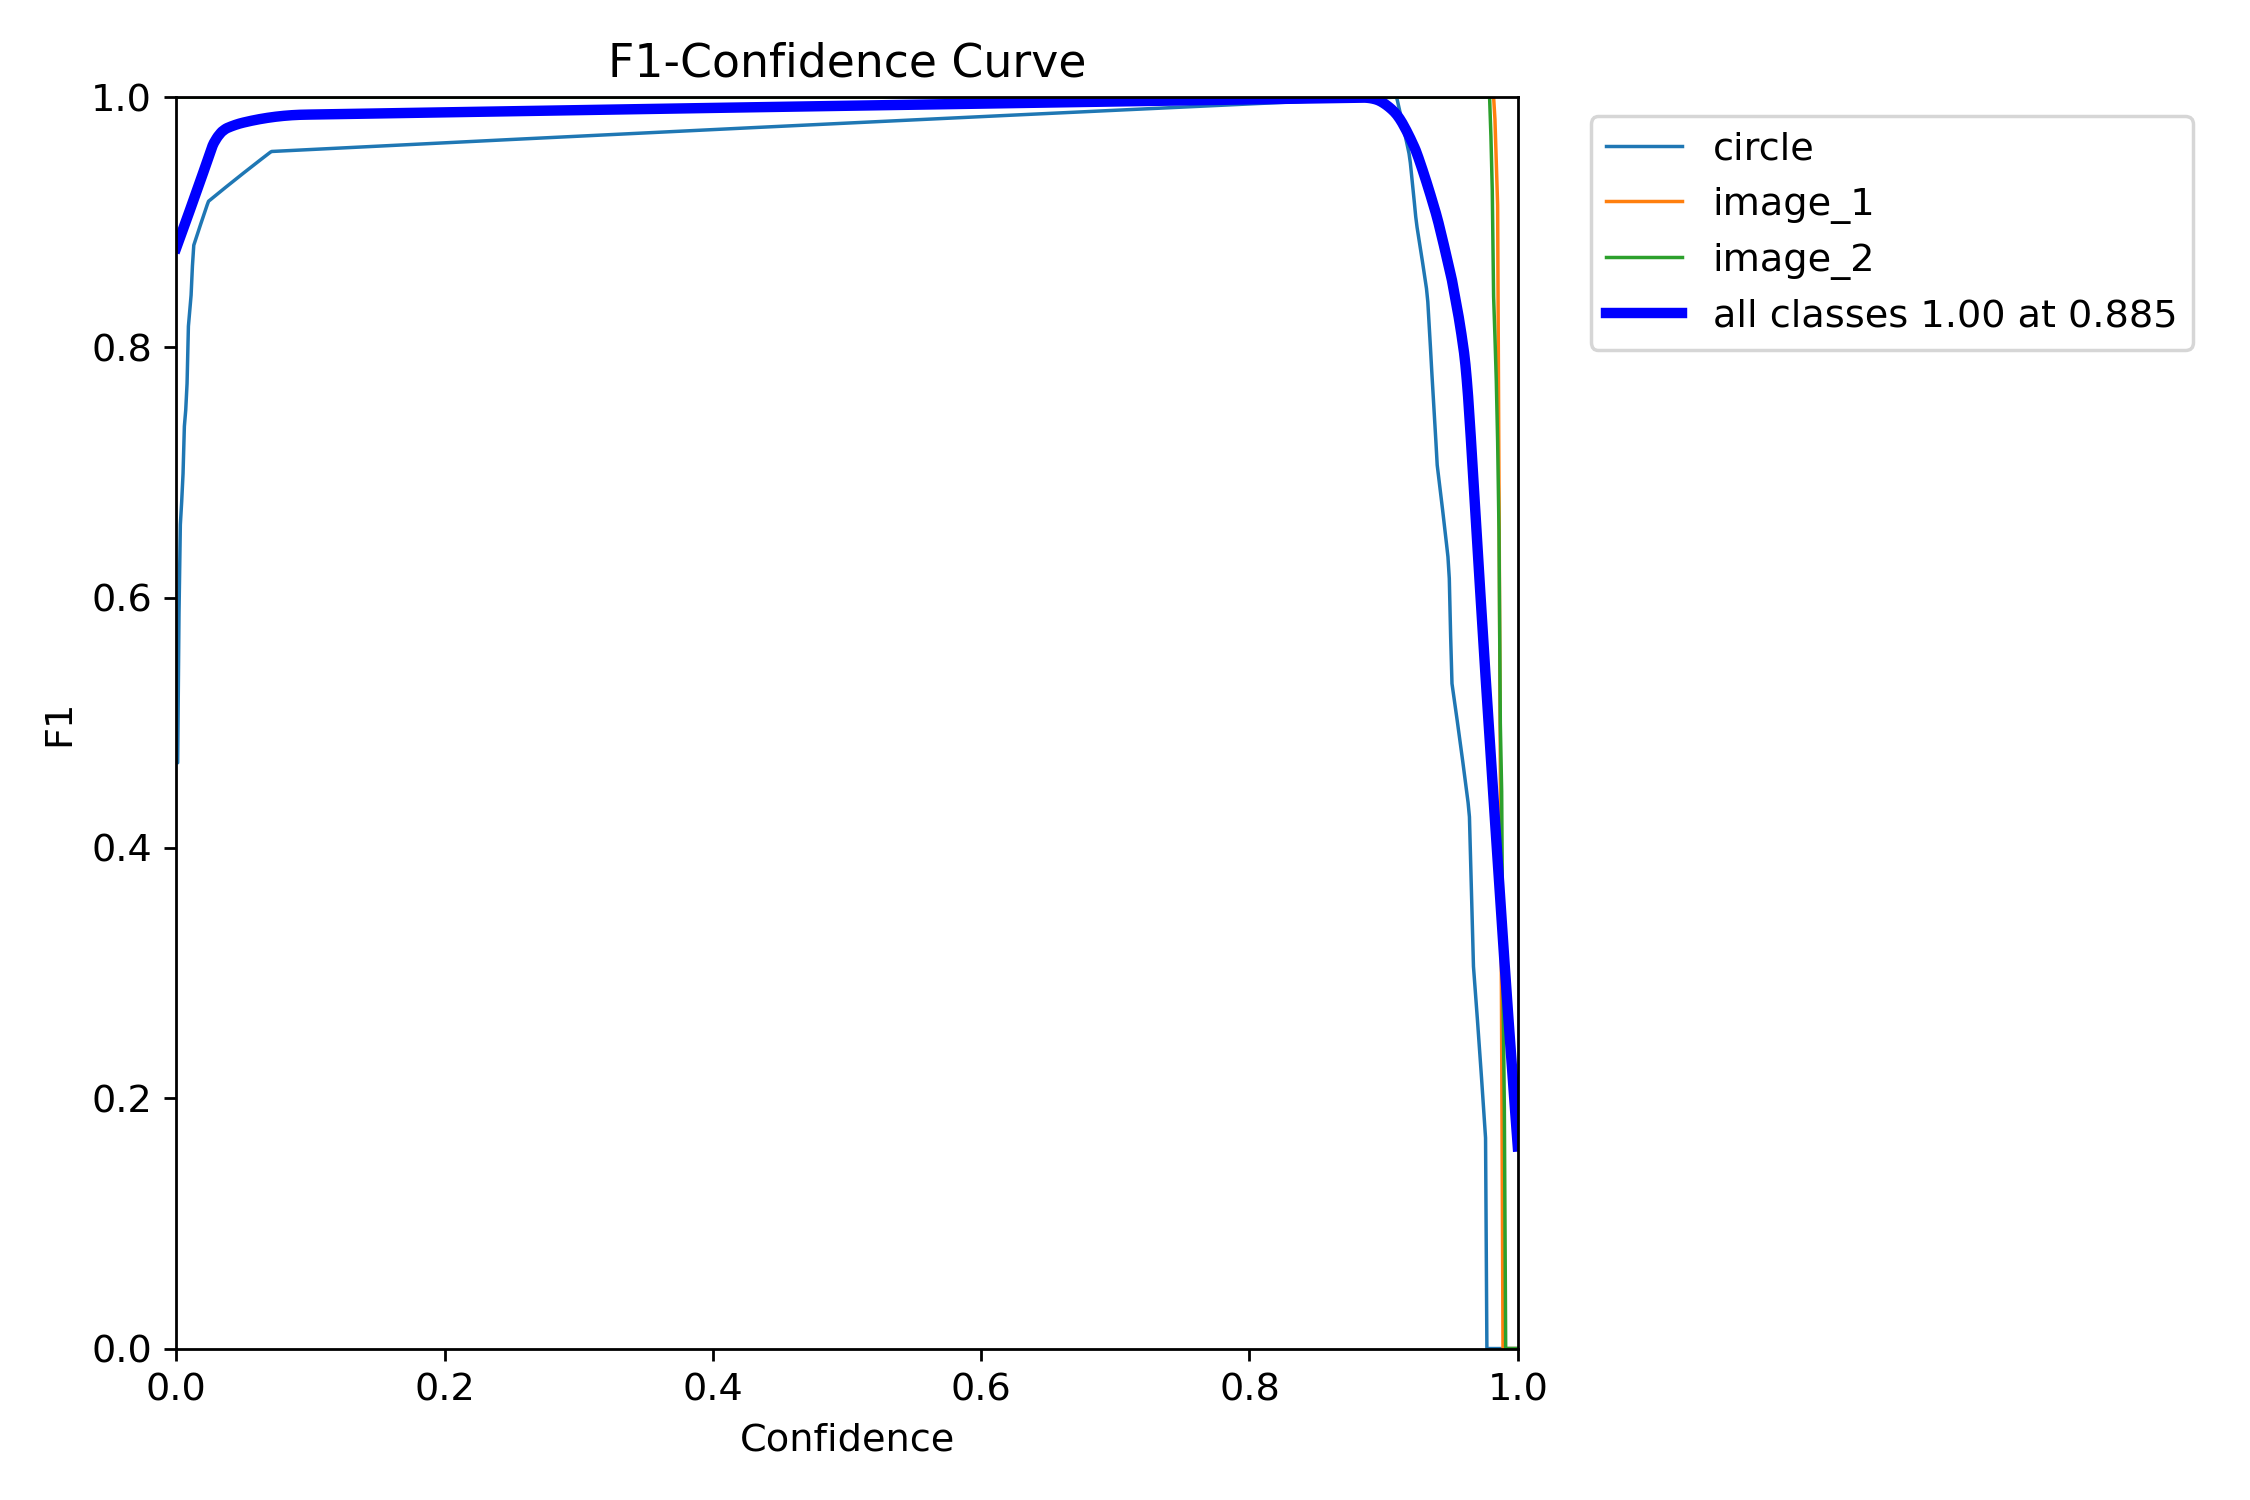 F1-Confidence Curve
1.0
0.8
0.6
0.4
0.2
0.0
F1
0.0 0.2 0.4 0.6 0.8 1.0
Confidence
circle
image_1
image_2
all classes 1.00 at 0.885